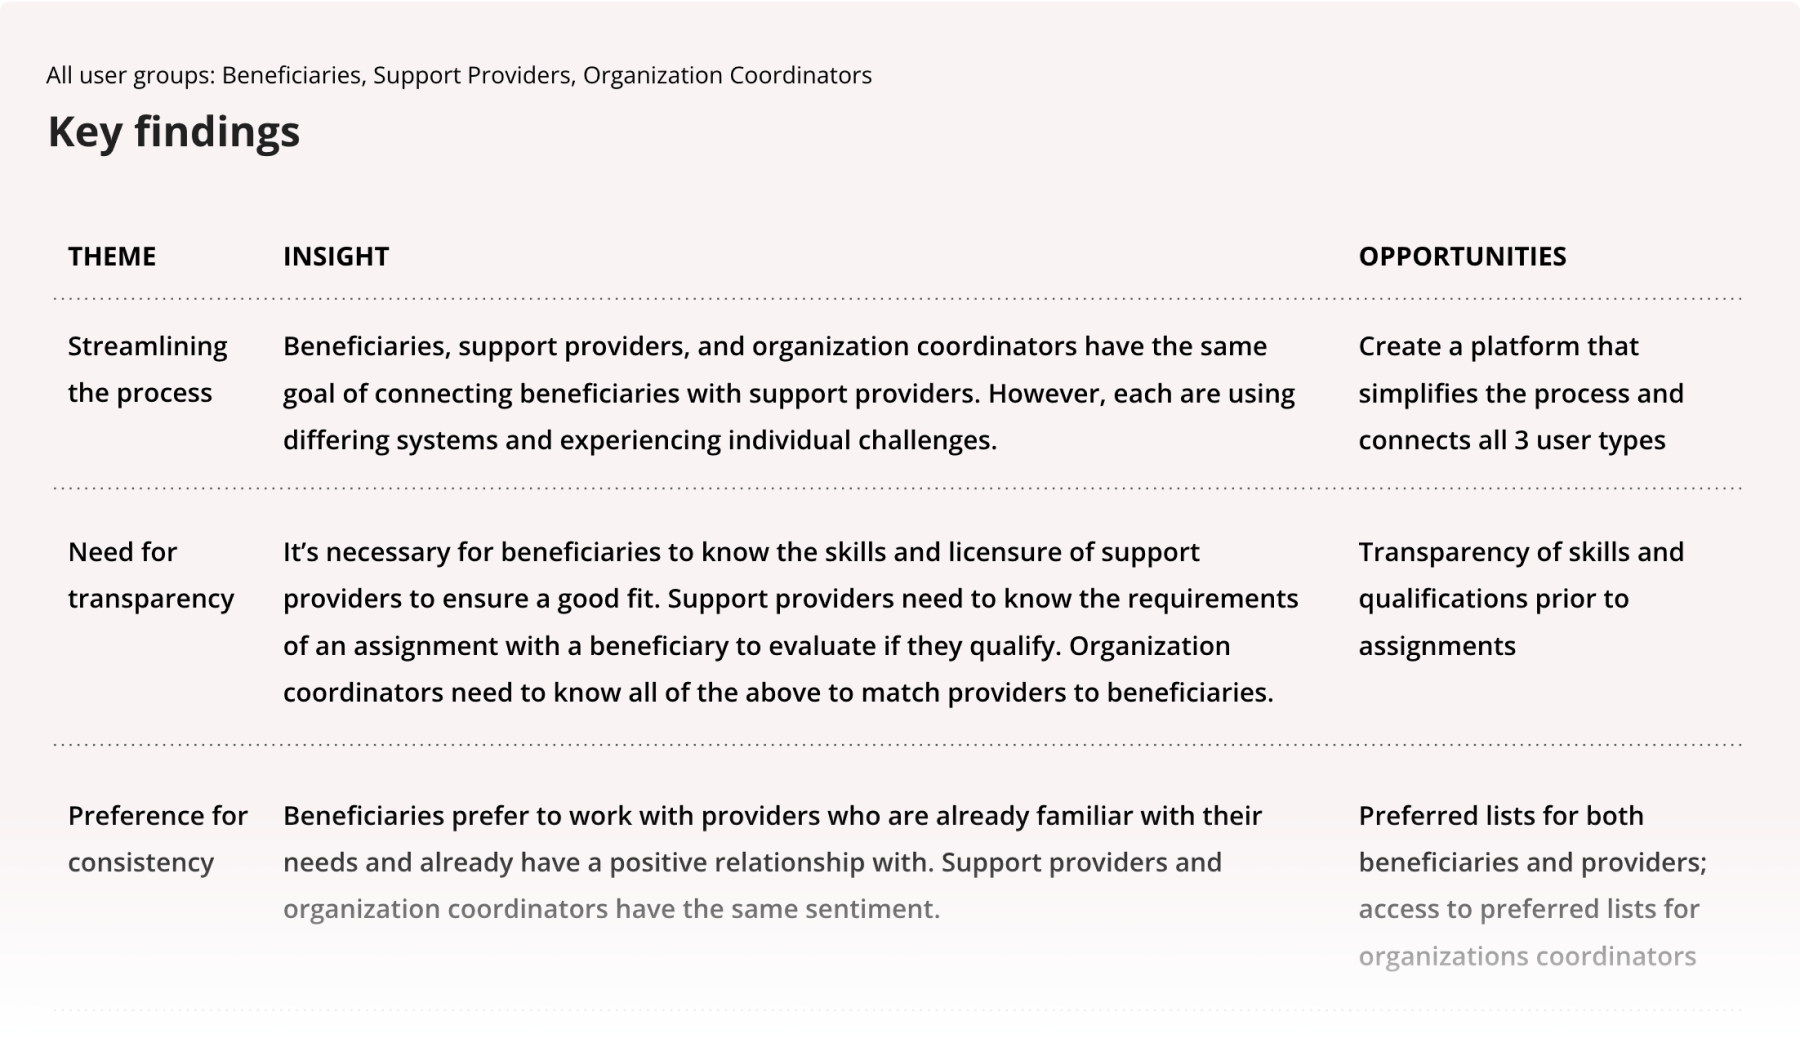 All user groups: Beneficiaries, Support Providers, Organization Coordinators
Key findings
THEME
INSIGHT
OPPORTUNITIES
Streamlining
the process
Beneficiaries, support providers, and organization coordinators have the same
goal of connecting beneficiaries with support providers. However, each are using
differing systems and experiencing individual challenges.
Create a platform that
simplifies the process and
connects all 3 user types
Need for
transparency
It’s necessary for beneficiaries to know the skills and licensure of support
providers to ensure a good fit. Support providers need to know the requirements
of an assignment with a beneficiary to evaluate if they qualify. Organization
coordinators need to know all of the above to match providers to beneficiaries.
Transparency of skills and
qualifications prior to
assignments
Preference for
consistency
Beneficiaries prefer to work with providers who are already familiar with their
needs and already have a positive relationship with. Support providers and
organization coordinators have the same sentiment.
Preferred lists for both
beneficiaries and providers;
access to preferred lists for
organizations coordinators